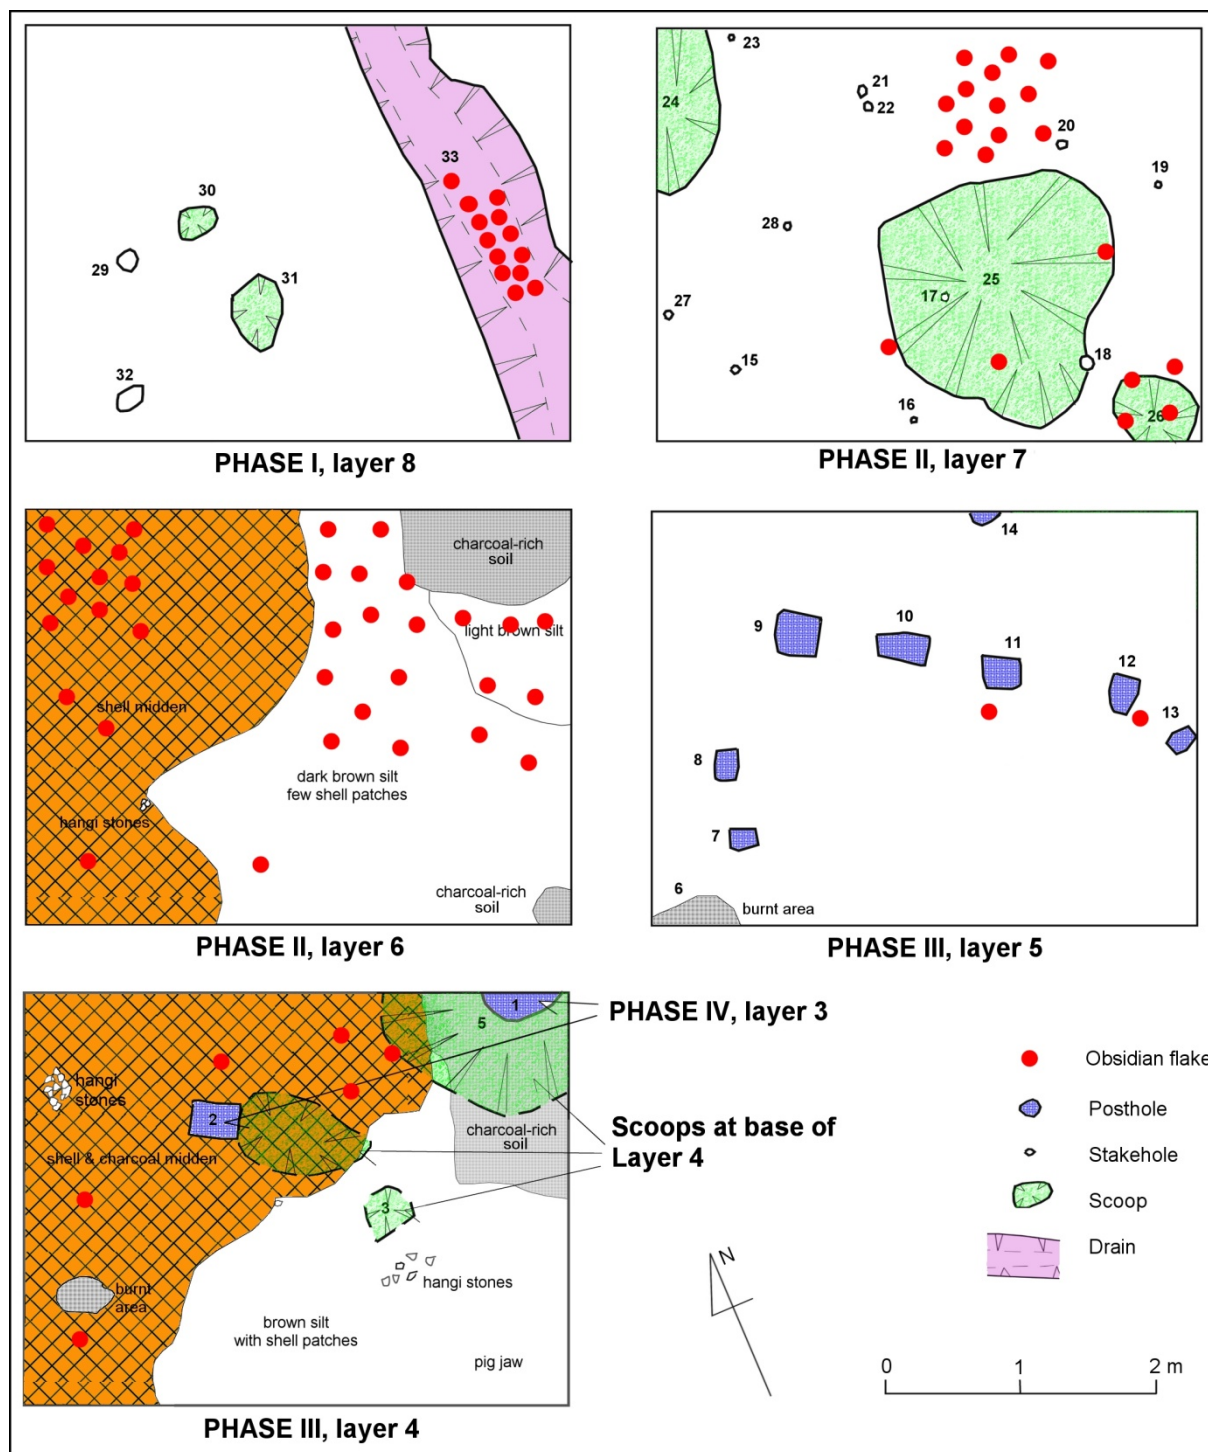 33
30
29
31
32
PHASE I, layer 8
23
24
21
22
20
19
28
25
17
27
15
18
16
26
PHASE II, layer 7
charcoal-rich
soil
light brown silt
shell midden
dark brown silt
few shell patches
hangi stones
charcoal-rich
soil
PHASE II, layer 6
14
9
10
11
12
13
8
7
6
burnt area
PHASE III, layer 5
1
5
hangi
stones
2
charcoal-rich
soil
shell & charcoal midden
3
hangi stones
burnt
area
brown silt
with shell patches
pig jaw
PHASE III, layer 4
PHASE IV, layer 3
Scoops at base of
Layer 4
N
Obsidian flake
Posthole
Stakehole
Scoop
Drain
0 1 2 m